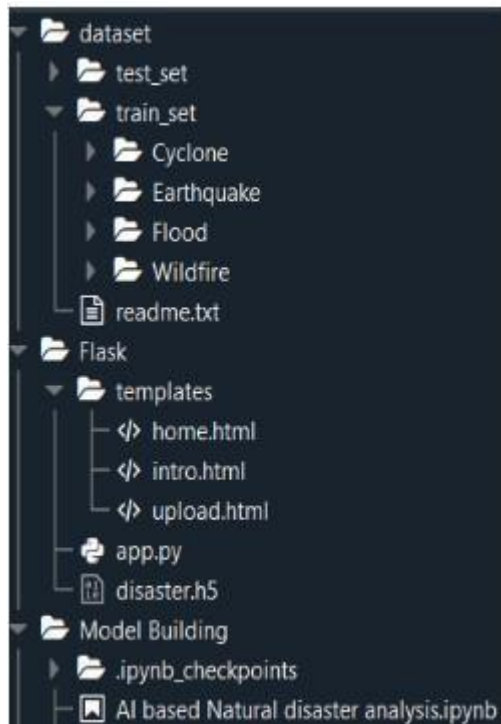 dataset
test_set
train_set
Cyclone
Earthquake
Flood
Wildfire
readme.txt
Flask
templates
home.html
intro.html
upload.html
app.py
disaster.h5
Model Building
.ipynb_checkpoints
AI based Natural disaster analysis.ipynb